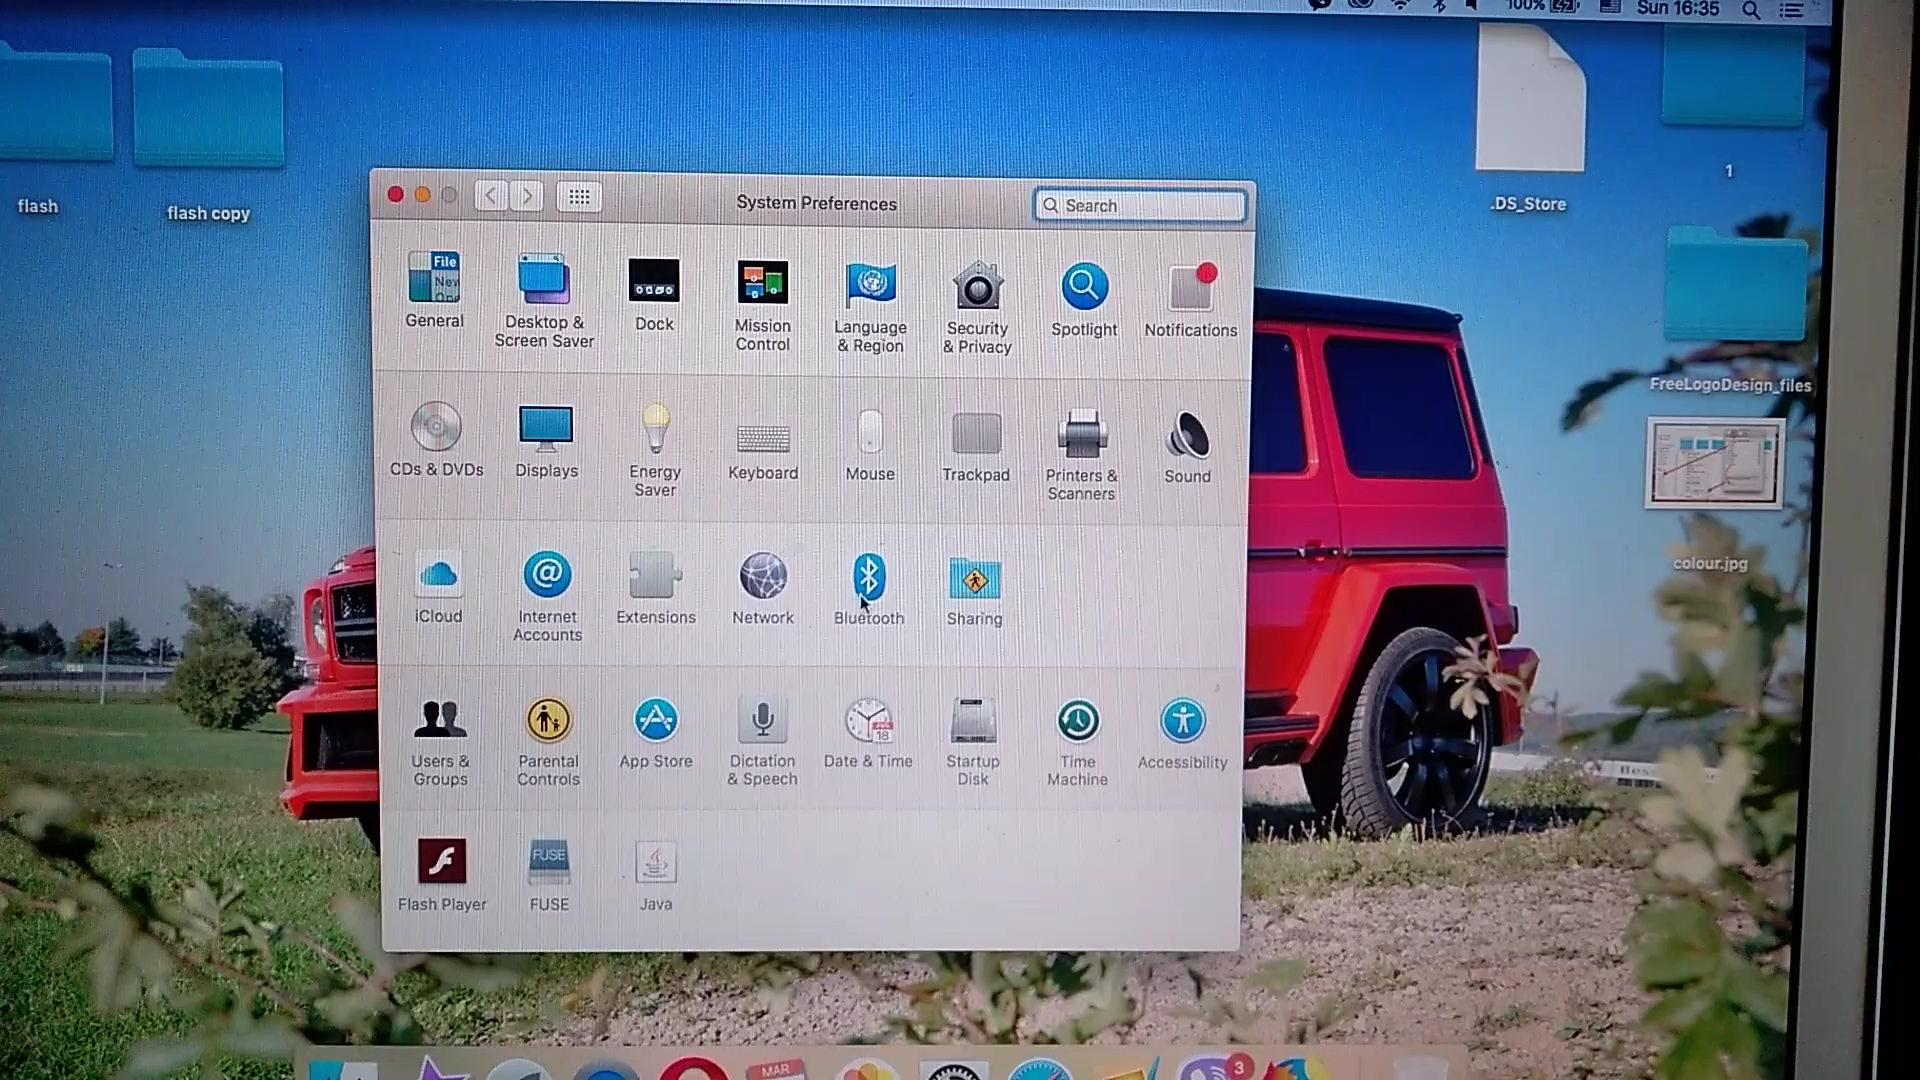 100%
Sun 16:35
flash
flash copy
.DS_Store
1
FreeLogoDesign_files
colour.jpg
System Preferences
Search
File
New
General
Desktop &
Screen Saver
Dock
Mission
Control
Language
& Region
Security
& Privacy
Spotlight
Notifications
CDs & DVDs
Displays
Energy
Saver
Keyboard
Mouse
Trackpad
Printers &
Scanners
Sound
iCloud
@
Internet
Accounts
Extensions
Network
Bluetooth
Sharing
Users &
Groups
Parental
Controls
App Store
Dictation
& Speech
18
Date & Time
Startup
Disk
Time
Machine
Accessibility
Flash Player
FUSE
FUSE
Java
MAR
3